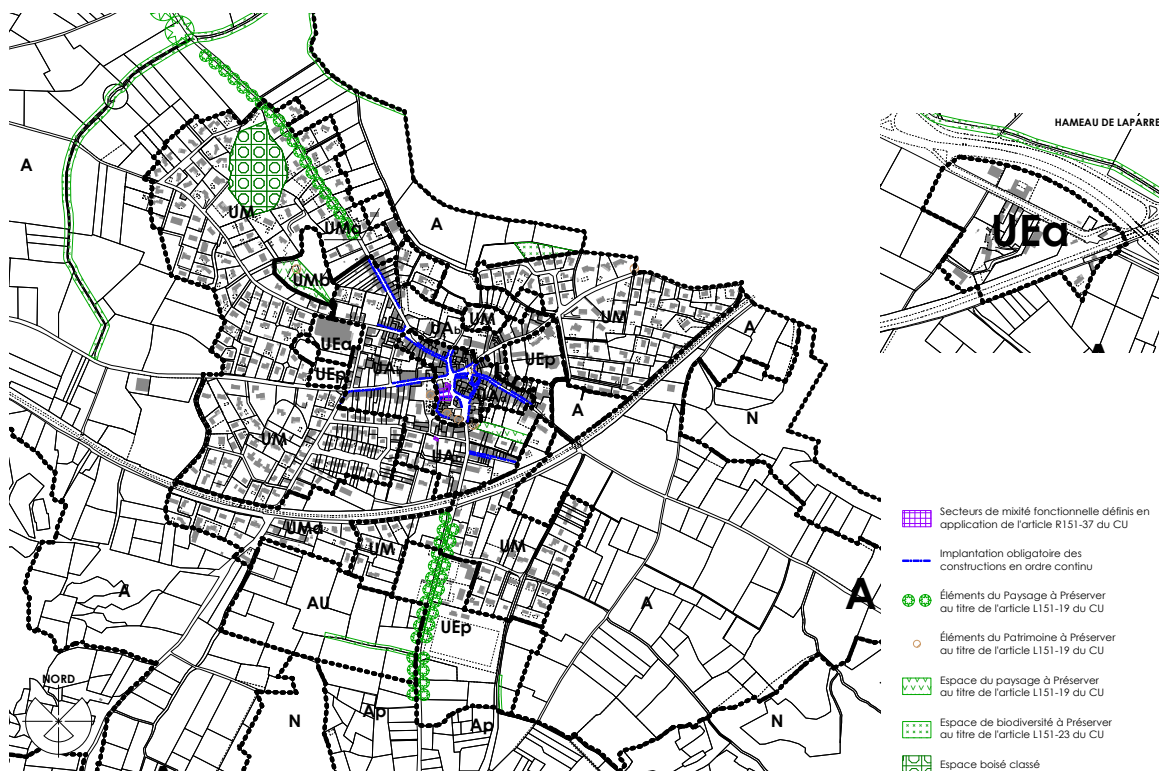 HAMEAU DE LAPARRE
A
UM
UMa
A
UMb
UM
UAb
UM
A
UEa
UEa
UEp
UEp
UA
UA
A
N
UM
UA
UMa
UM
UM
A
A
A
AU
UEp
NORD
N
Ap
Ap
N
A
Secteurs de mixité fonctionnelle définis en
application de l'article R151-37 du CU
Implantation obligatoire des
constructions en ordre continu
Éléments du Paysage à Préserver
au titre de l'article L151-19 du CU
Éléments du Patrimoine à Préserver
au titre de l'article L151-19 du CU
Espace du paysage à Préserver
au titre de l'article L151-19 du CU
Espace de biodiversité à Préserver
au titre de l'article L151-23 du CU
Espace boisé classé